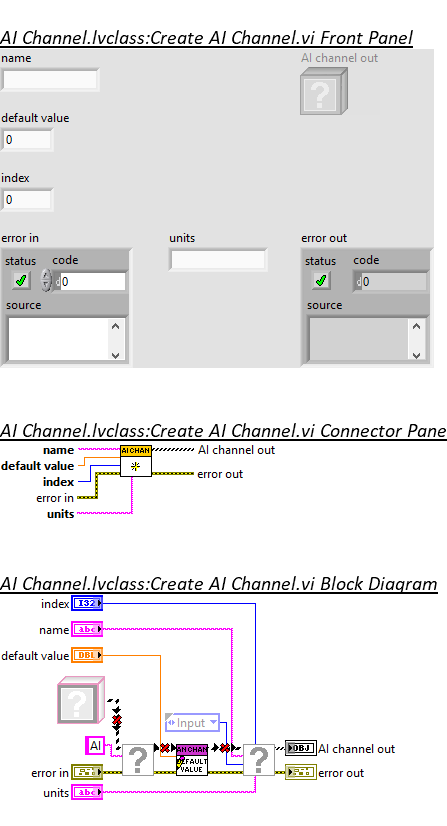 AI Channel.lvclass:Create AI Channel.vi Front Panel
name
AI channel out
?
default value
0
index
0
error in
units
error out
status code
status code
d0
d0
source
source
AI Channel.lvclass:Create AI Channel.vi Connector Pane
name
AI CHAN
AI channel out
default value
index
error out
error in
units
AI Channel.lvclass:Create AI Channel.vi Block Diagram
index
I32
name
abc
default value
DBL
?
Input
AI
?
AN CHAN
DEFAULT
VALUE
?
OBJ
AI channel out
error in
error out
units
abc